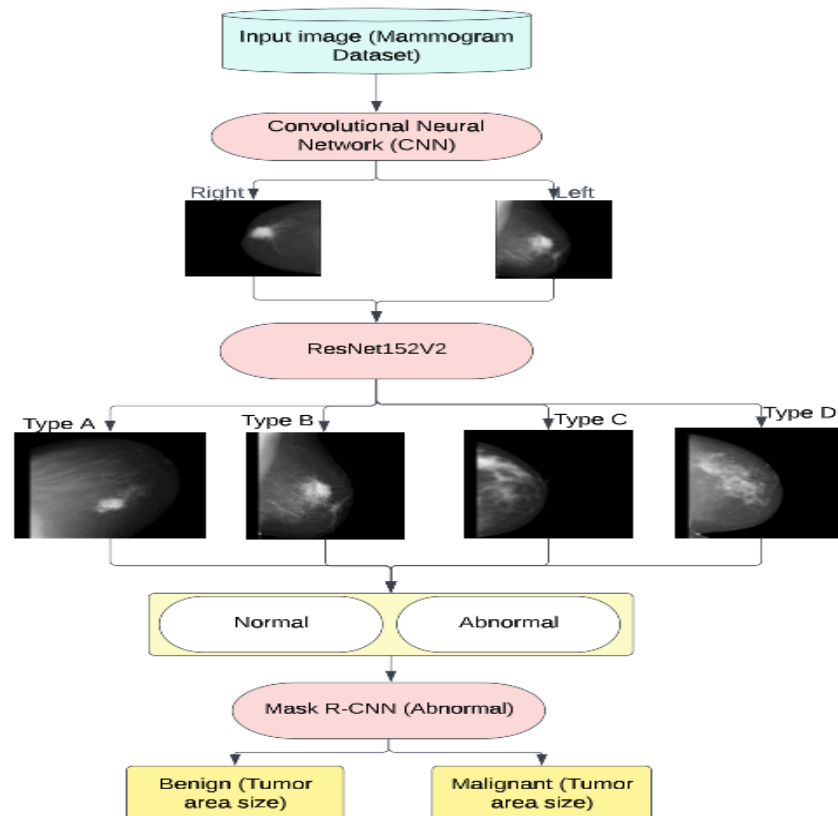 Input image (Mammogram
Dataset)
Convolutional Neural
Network (CNN)
Right
Left
ResNet152V2
Type A
Type B
Type C
Type D
Normal
Abnormal
Mask R-CNN (Abnormal)
Benign (Tumor
area size)
Malignant (Tumor
area size)